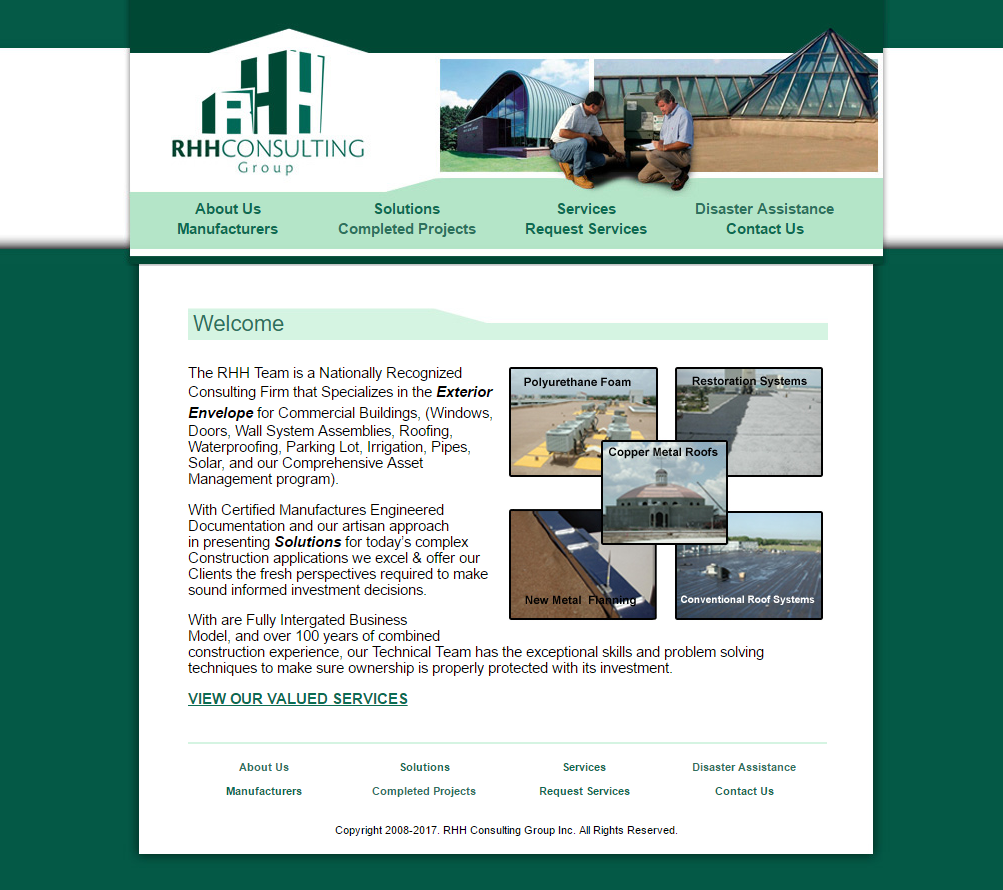 RHHCONSULTING
Group
About Us
Solutions
Services
Disaster Assistance
Manufacturers
Completed Projects
Request Services
Contact Us
Welcome
The RHH Team is a Nationally Recognized
Consulting Firm that Specializes in the Exterior
Envelope for Commercial Buildings, (Windows,
Doors, Wall System Assemblies, Roofing,
Waterproofing, Parking Lot, Irrigation, Pipes,
Solar, and our Comprehensive Asset
Management program).
Polyurethane Foam
Restoration Systems
Copper Metal Roofs
New Metal Flanning
Conventional Roof Systems
With Certified Manufactures Engineered
Documentation and our artisan approach
in presenting Solutions for today's complex
Construction applications we excel & offer our
Clients the fresh perspectives required to make
sound informed investment decisions.
With are Fully Intergated Business
Model, and over 100 years of combined
construction experience, our Technical Team has the exceptional skills and problem solving
techniques to make sure ownership is properly protected with its investment.
VIEW OUR VALUED SERVICES
About Us
Solutions
Services
Disaster Assistance
Manufacturers
Completed Projects
Request Services
Contact Us
Copyright 2008-2017. RHH Consulting Group Inc. All Rights Reserved.